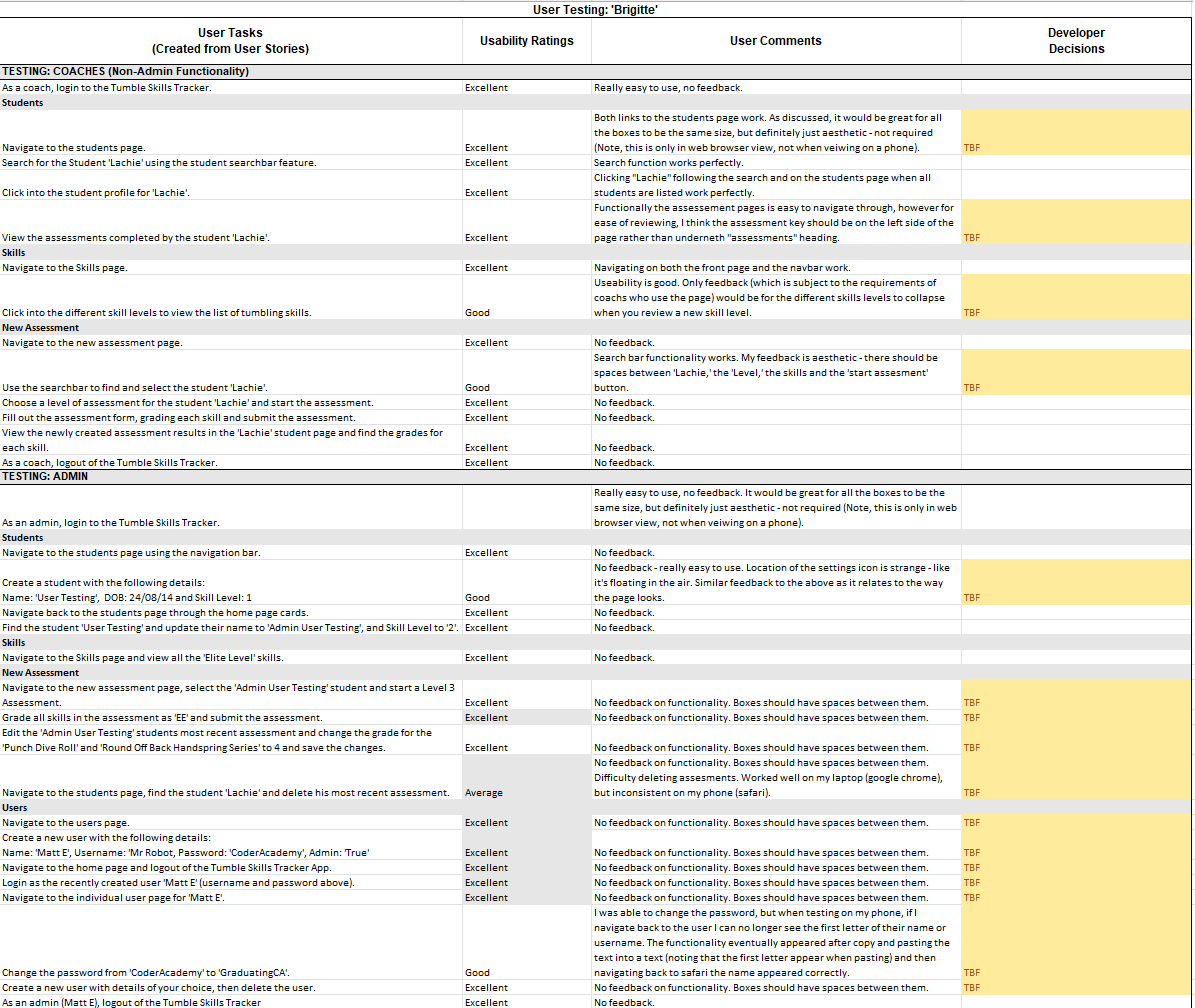 User Testing: 'Brigitte'
User Tasks
(Created from User Stories)
Usability Ratings
User Comments
Developer
Decisions
TESTING: COACHES (Non-Admin Functionality)
As a coach, login to the Tumble Skills Tracker.
Excellent
Really easy to use, no feedback.
Students
Navigate to the students page.
Excellent
Both links to the students page work. As discussed, it would be great for all
the boxes to be the same size, but definitely just aesthetic - not required
(Note, this is only in web browser view, not when veiwing on a phone).
TBF
Search for the Student 'Lachie' using the student searchbar feature.
Excellent
Search function works perfectly.
Click into the student profile for 'Lachie'.
Excellent
Clicking "Lachie" following the search and on the students page when all
students are listed work perfectly.
View the assessments completed by the student 'Lachie'.
Excellent
Functionally the assessement pages is easy to navigate through, however for
ease of reviewing, I think the assessment key should be on the left side of the
page rather than underneth "assessments" heading.
TBF
Skills
Navigate to the Skills page.
Excellent
Navigating on both the front page and the navbar work.
Click into the different skill levels to view the list of tumbling skills.
Good
Useability is good. Only feedback (which is subject to the requirements of
coachs who use the page) would be for the different skills levels to collapse
when you review a new skill level.
TBF
New Assessment
Navigate to the new assessment page.
Excellent
No feedback.
Use the searchbar to find and select the student 'Lachie'.
Good
Search bar functionality works. My feedback is aesthetic - there should be
spaces between 'Lachie,' the 'Level,' the skills and the 'start assesment'
button.
TBF
Choose a level of assessment for the student 'Lachie' and start the assessment.
Excellent
No feedback.
Fill out the assessment form, grading each skill and submit the assessment.
Excellent
No feedback.
View the newly created assessment results in the 'Lachie' student page and find the grades for
each skill.
Excellent
No feedback.
As a coach, logout of the Tumble Skills Tracker.
Excellent
No feedback.
TESTING: ADMIN
As an admin, login to the Tumble Skills Tracker.
Really easy to use, no feedback. It would be great for all the boxes to be the
same size, but definitely just aesthetic - not required (Note, this is only in web
browser view, not when veiwing on a phone).
Students
Navigate to the students page using the navigation bar.
Excellent
No feedback.
Create a student with the following details:
Name: 'User Testing', DOB: 24/08/14 and Skill Level: 1
Good
No feedback - really easy to use. Location of the settings icon is strange - like
it's floating in the air. Similar feedback to the above as it relates to the way
the page looks.
TBF
Navigate back to the students page through the home page cards.
Excellent
No feedback.
Find the student 'User Testing' and update their name to 'Admin User Testing', and Skill Level to '2'.
Excellent
No feedback.
Skills
Navigate to the Skills page and view all the 'Elite Level' skills.
Excellent
No feedback.
New Assessment
Navigate to the new assessment page, select the 'Admin User Testing' student and start a Level 3
Assessment.
Excellent
No feedback on functionality. Boxes should have spaces between them.
TBF
Grade all skills in the assessment as 'EE' and submit the assessment.
Excellent
No feedback on functionality. Boxes should have spaces between them.
TBF
Edit the 'Admin User Testing' students most recent assessment and change the grade for the
'Punch Dive Roll' and 'Round Off Back Handspring Series' to 4 and save the changes.
Excellent
No feedback on functionality. Boxes should have spaces between them.
TBF
Navigate to the students page, find the student 'Lachie' and delete his most recent assessment.
Average
No feedback on functionality. Boxes should have spaces between them.
Difficulty deleting assesments. Worked well on my laptop (google chrome),
but inconsistent on my phone (safari).
TBF
Users
Navigate to the users page.
Excellent
No feedback on functionality. Boxes should have spaces between them.
TBF
Create a new user with the following details:
Name: 'Matt E', Username: 'Mr Robot, Password: 'CoderAcademy', Admin: 'True'
Excellent
No feedback on functionality. Boxes should have spaces between them.
TBF
Navigate to the home page and logout of the Tumble Skills Tracker App.
Excellent
No feedback on functionality. Boxes should have spaces between them.
TBF
Login as the recently created user 'Matt E' (username and password above).
Excellent
No feedback on functionality. Boxes should have spaces between them.
TBF
Navigate to the individual user page for 'Matt E'.
Excellent
No feedback on functionality. Boxes should have spaces between them.
TBF
Change the password from 'CoderAcademy' to 'GraduatingCA'.
Good
I was able to change the password, but when testing on my phone, if I
navigate back to the user I can no longer see the first letter of their name or
username. The functionality eventually appeared after copy and pasting the
text into a text (noting that the first letter appear when pasting) and then
navigating back to safari the name appeared correctly.
TBF
Create a new user with details of your choice, then delete the user.
Excellent
No feedback on functionality. Boxes should have spaces between them.
TBF
As an admin (Matt E), logout of the Tumble Skills Tracker
Excellent
No feedback.